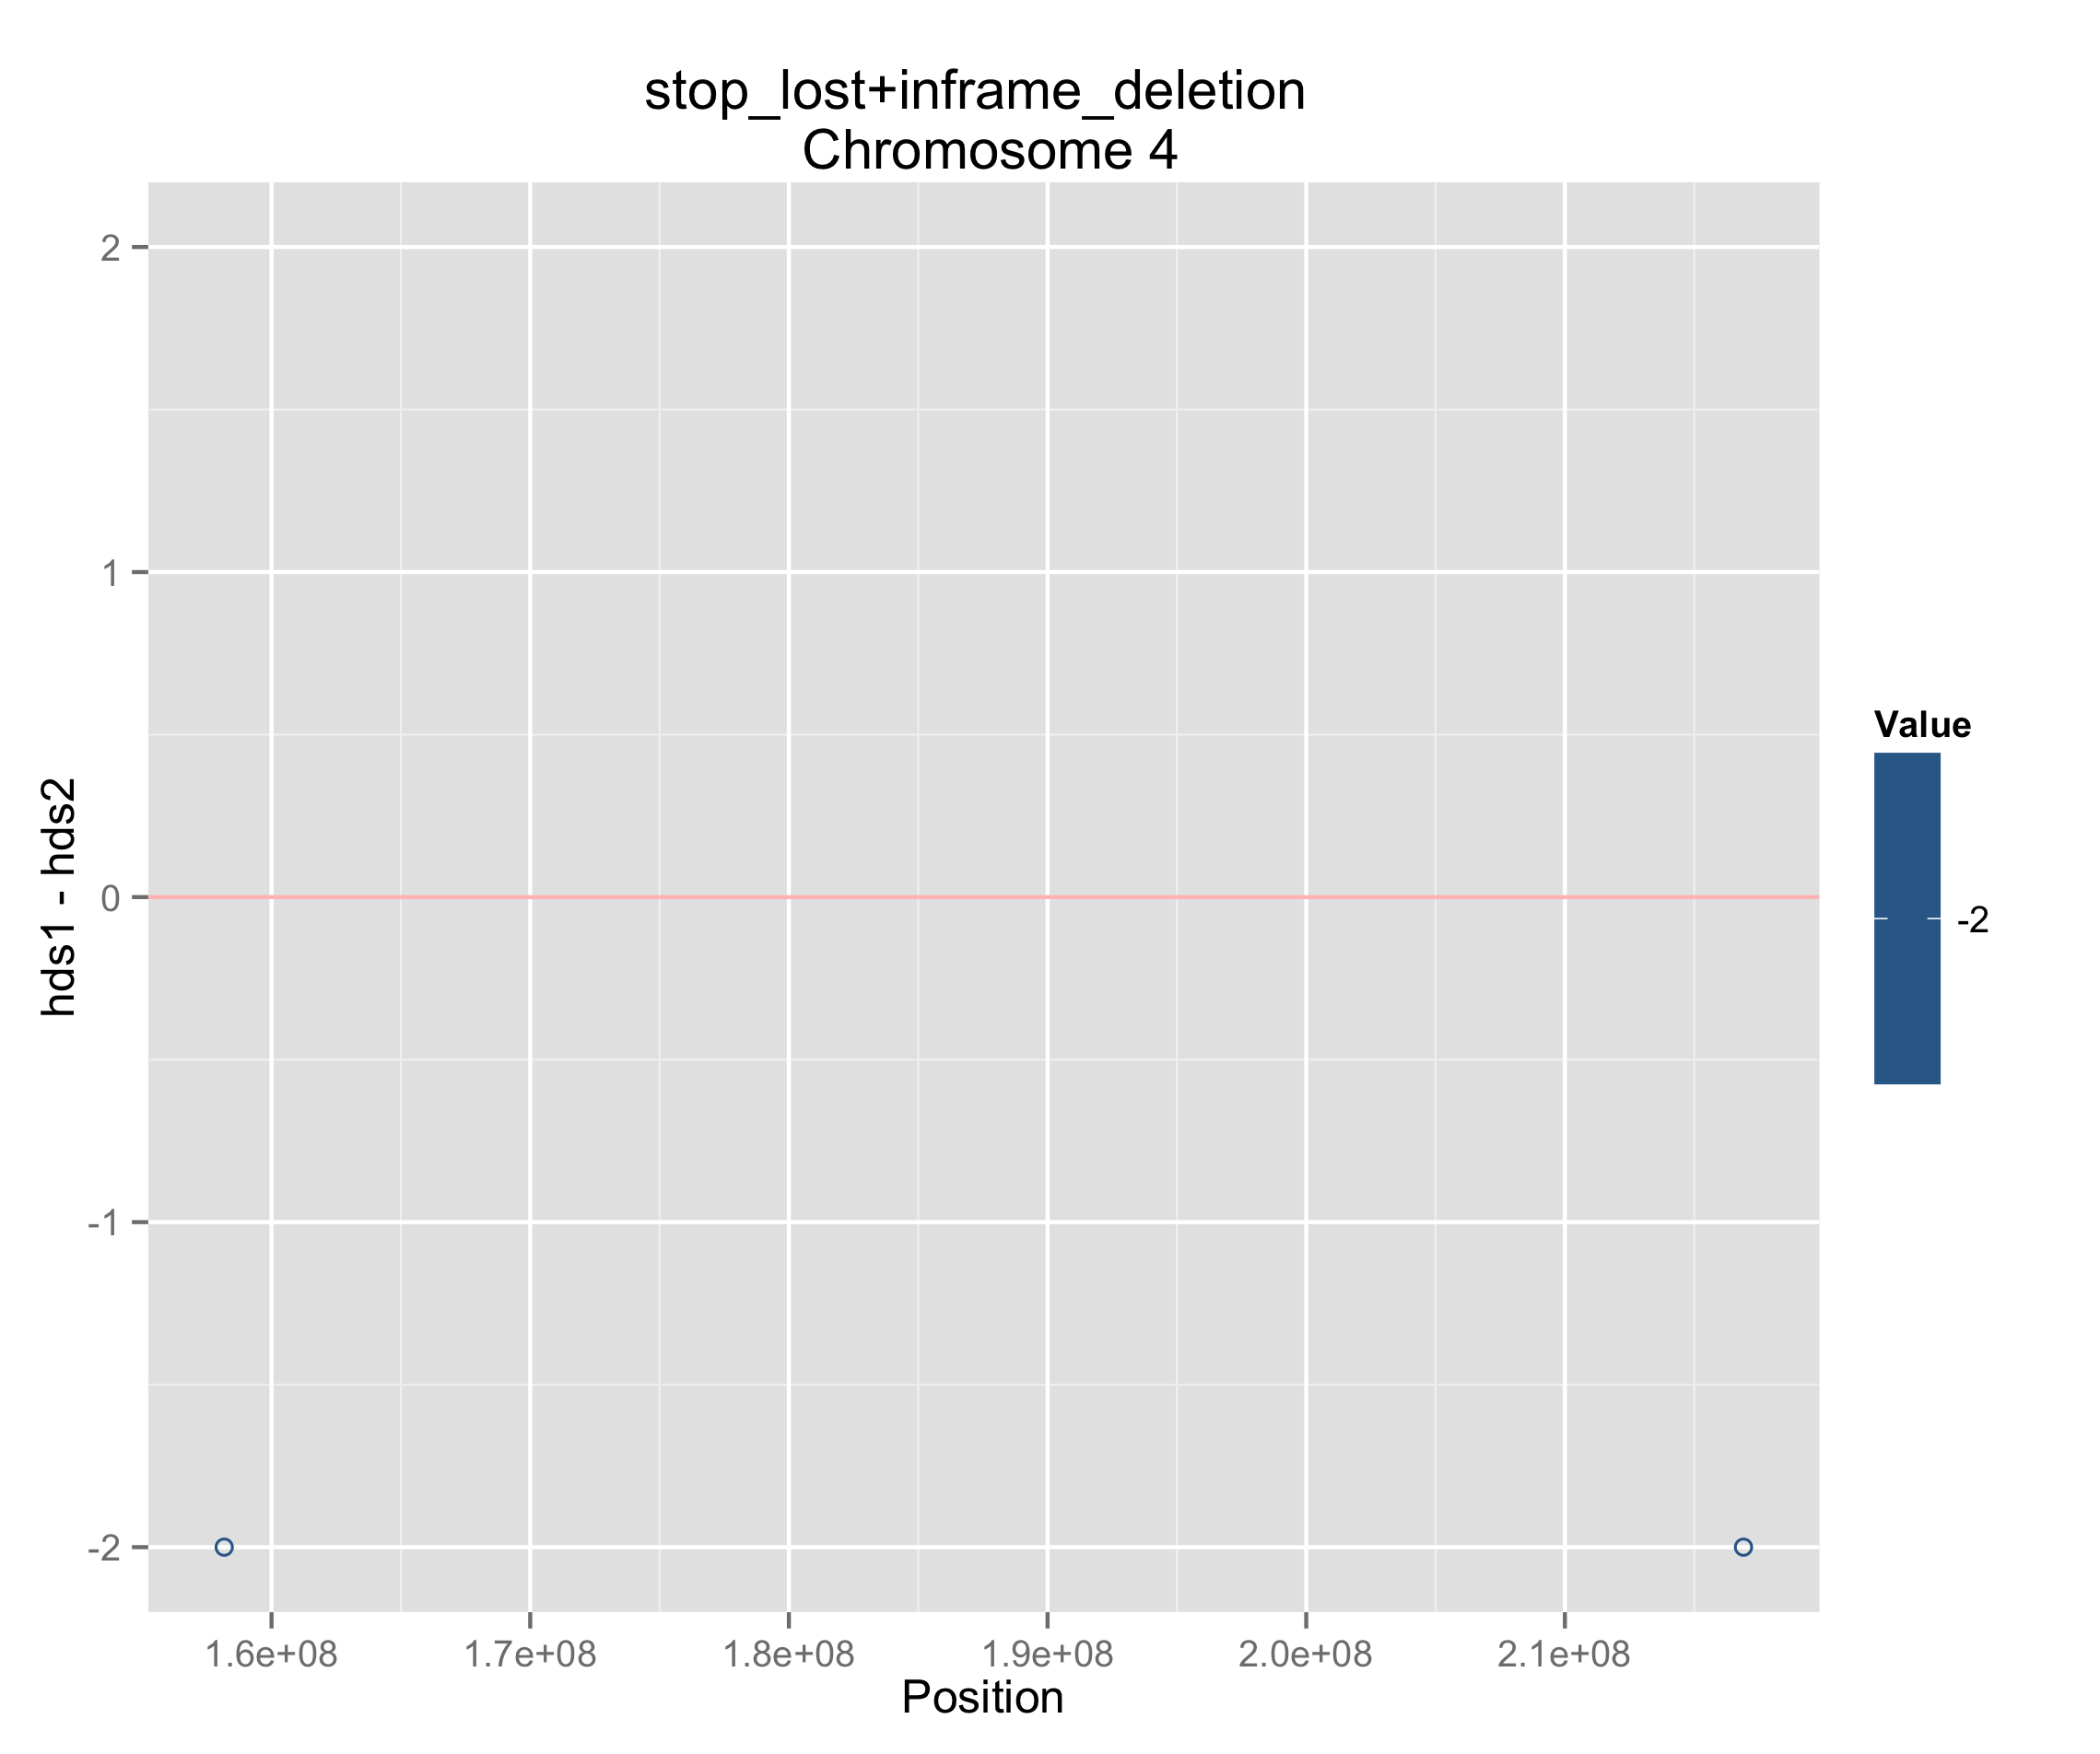 stop_lost+inframe_deletion
Chromosome 4
2
1
0
-1
-2
hds1 - hds2
1.6e+08 1.7e+08 1.8e+08 1.9e+08 2.0e+08 2.1e+08
Position
Value
-2